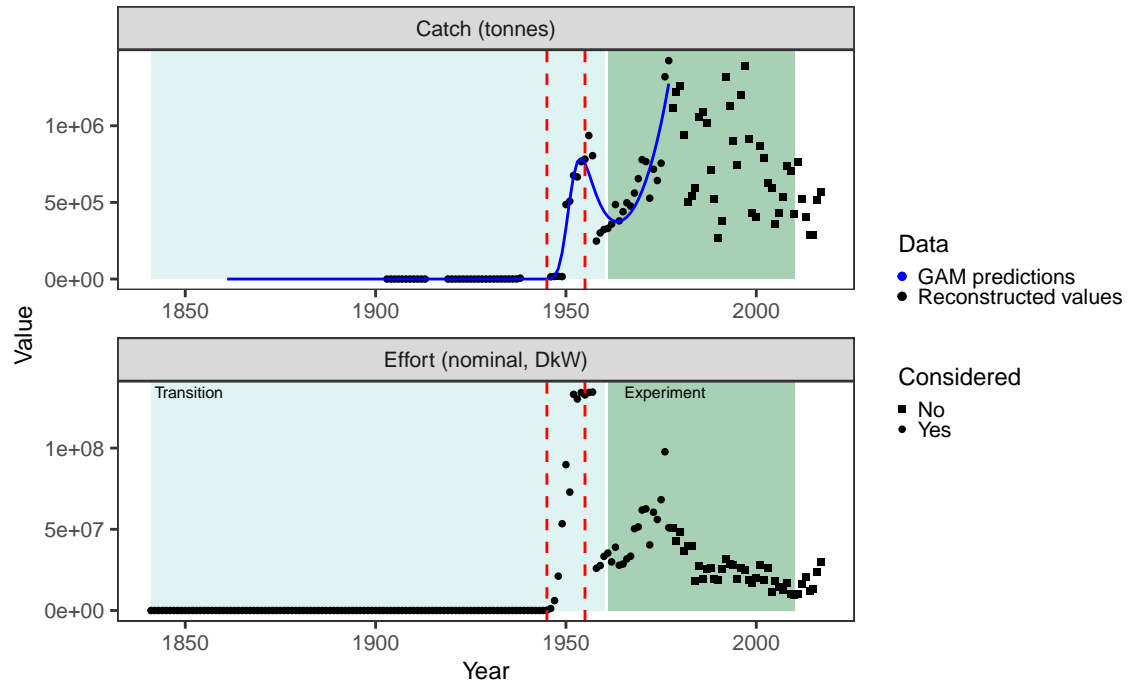 Catch (tonnes)
1e+06
5e+05
0e+00
1850 1900 1950 2000
Value
Effort (nominal, DkW)
Transition Experiment
1e+08
5e+07
0e+00
1850 1900 1950 2000
Year
Data
GAM predictions
Reconstructed values
Considered
No
Yes